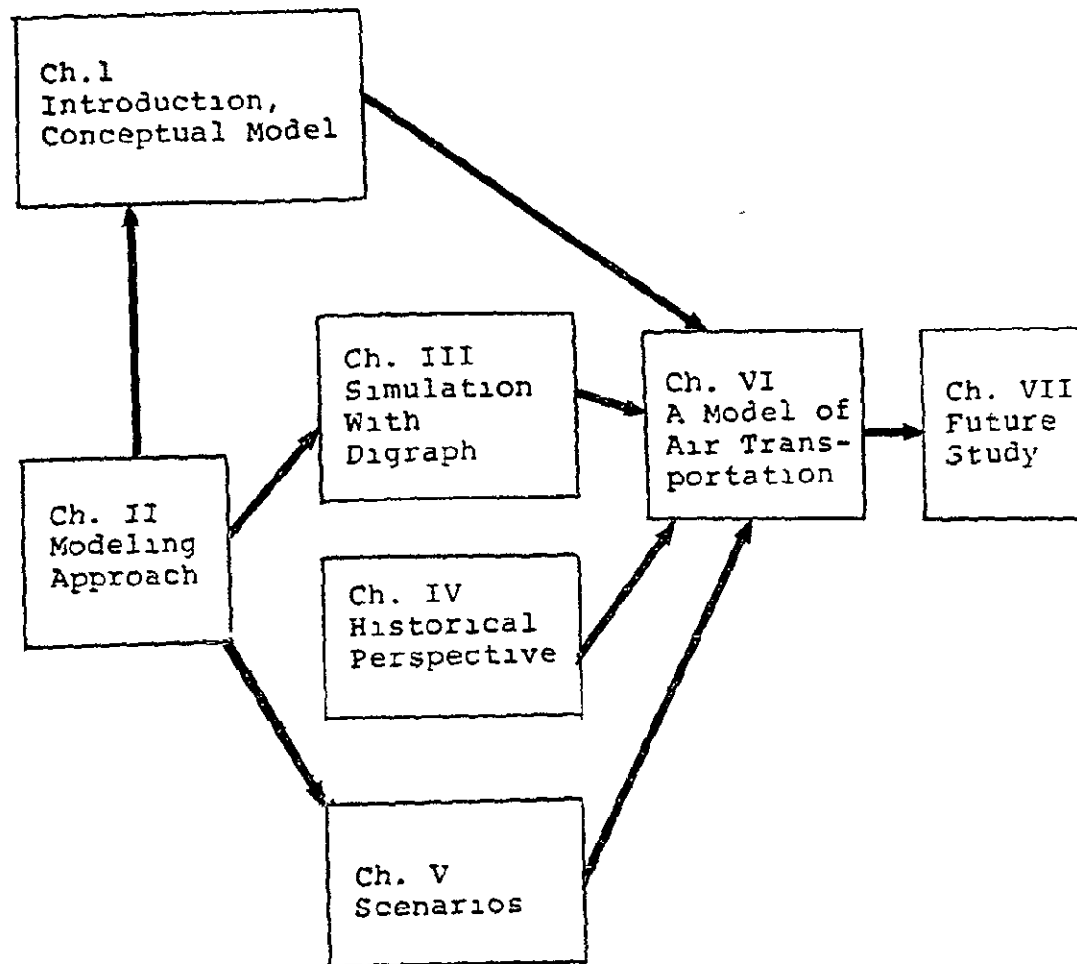 Ch.1
Introduction,
Conceptual Model
Ch. II
Modeling
Approach
Ch. III
Simulation
With
Digraph
Ch. IV
Historical
Perspective
Ch. V
Scenarios
Ch. VI
A Model of
Air Trans-
portation
Ch. VII
Future
Study